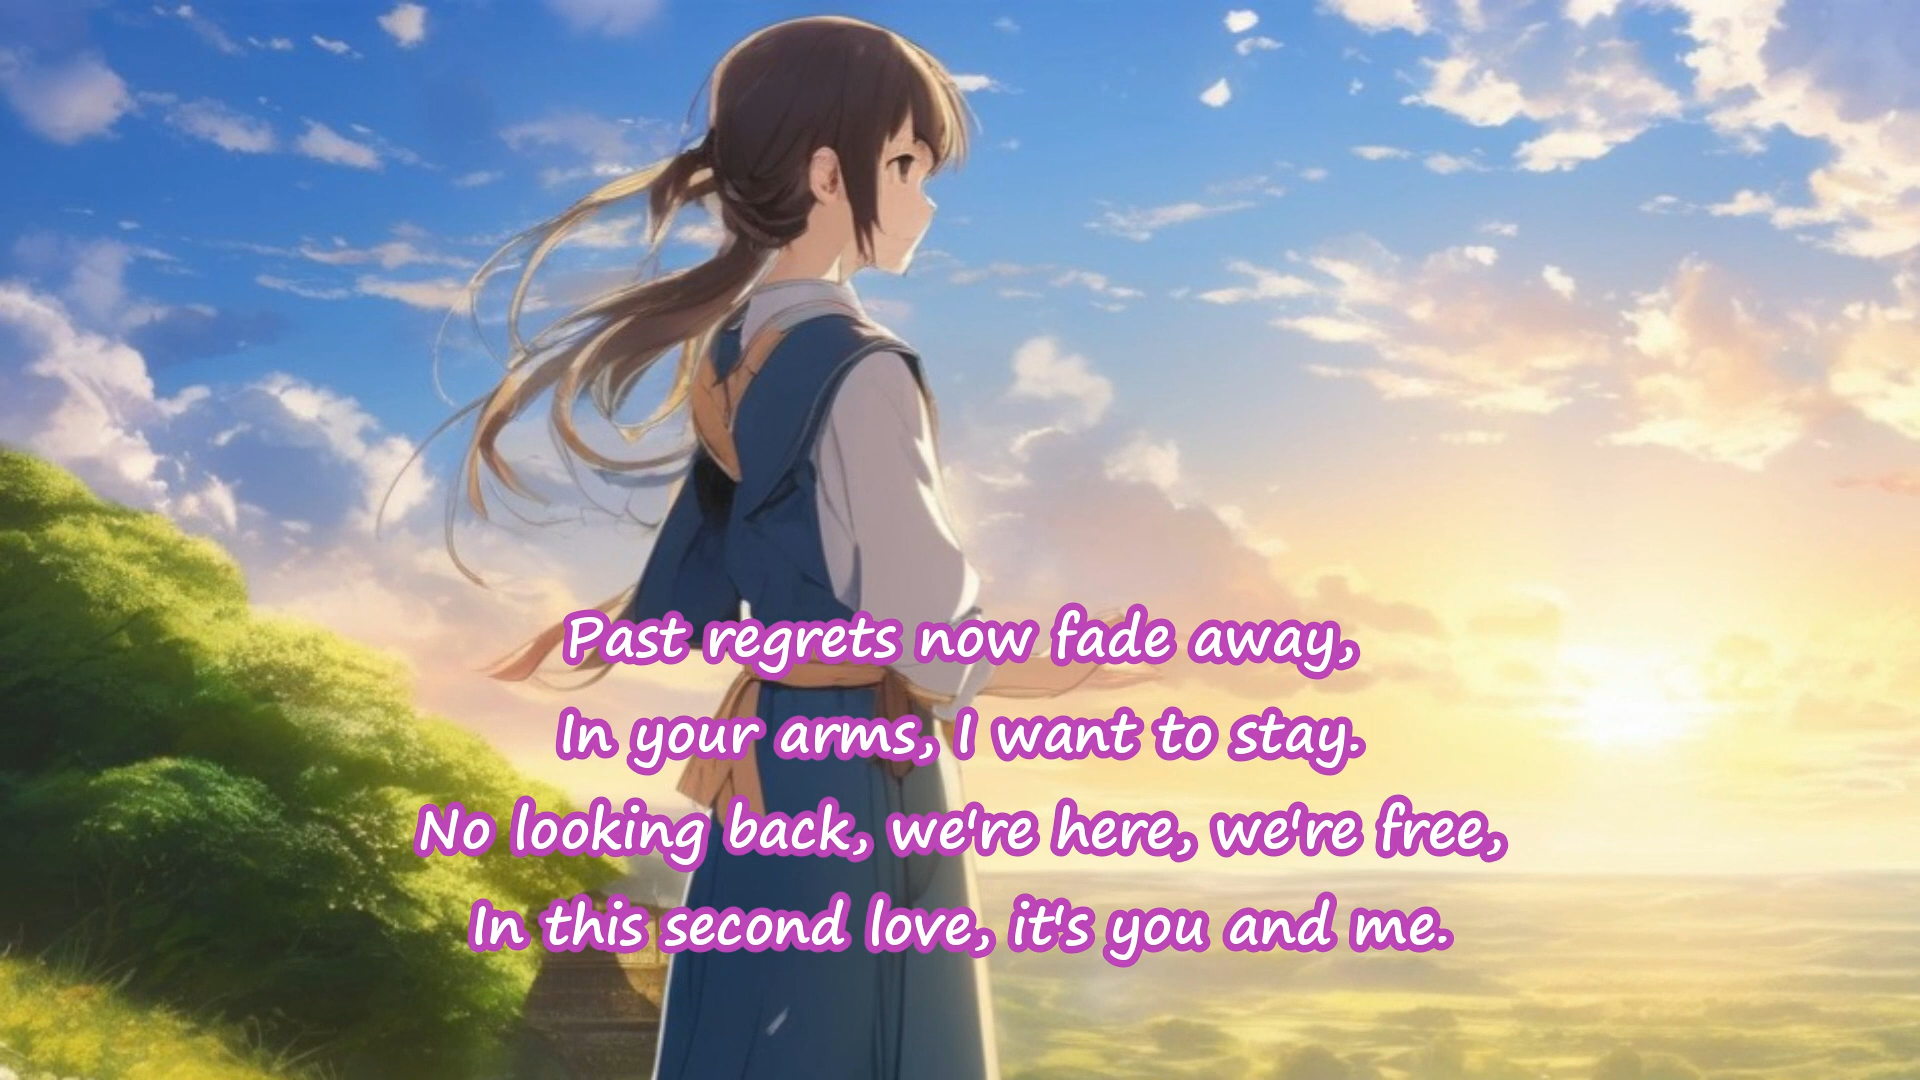 Past regrets now fade away,
In your arms, I want to stay.
No looking back, we're here, we're free,
In this second love, it's you and me.